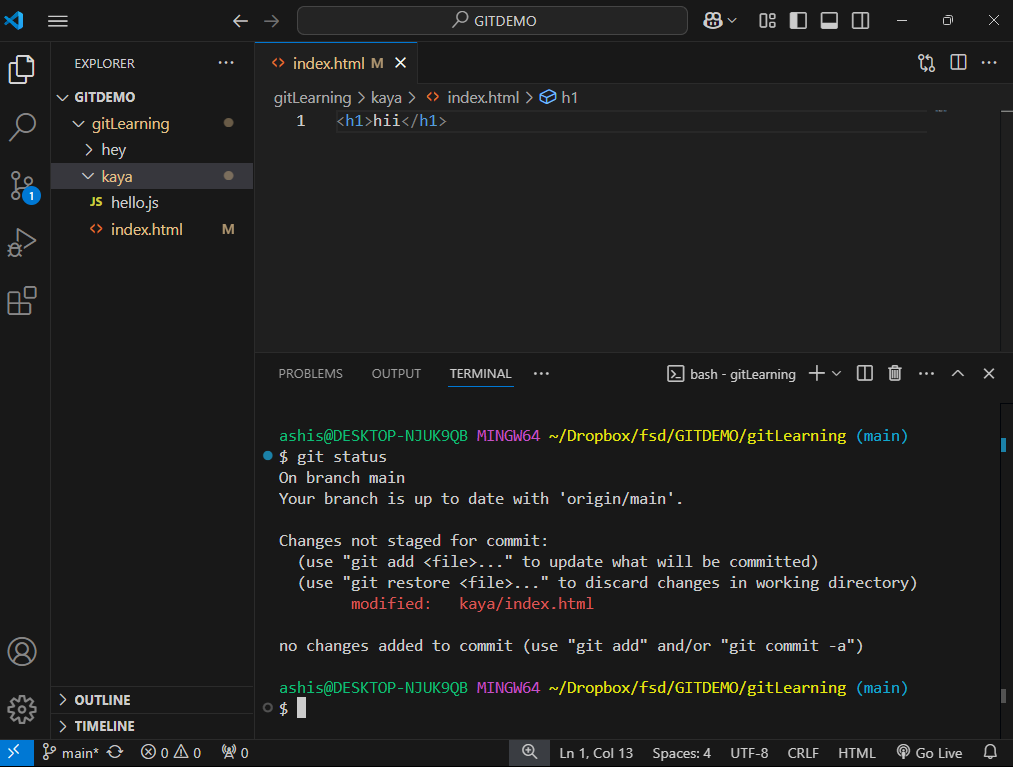 GITDEMO
EXPLORER
GITDEMO
gitLearning
hey
kaya
JS hello.js
index.html M
1
OUTLINE
TIMELINE
index.html M
gitLearning > kaya > index.html > h1
1 <h1>hii</h1>
PROBLEMS OUTPUT TERMINAL
bash - gitLearning
ashis@DESKTOP-NJUK9QB MINGW64 ~/Dropbox/fsd/GITDEMO/gitLearning (main)
$ git status
On branch main
Your branch is up to date with 'origin/main'.
Changes not staged for commit:
(use "git add <file>..." to update what will be committed)
(use "git restore <file>..." to discard changes in working directory)
modified: kaya/index.html
no changes added to commit (use "git add" and/or "git commit -a")
ashis@DESKTOP-NJUK9QB MINGW64 ~/Dropbox/fsd/GITDEMO/gitLearning (main)
$
main* 0 0 0 Ln 1, Col 13 Spaces: 4 UTF-8 CRLF HTML Go Live